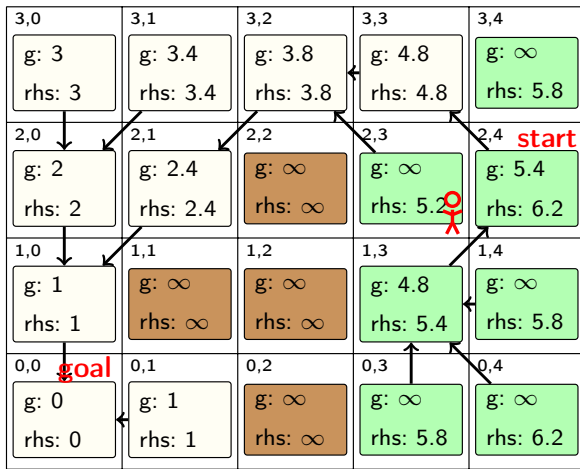 3,0
g: 3
rhs: 3
3,1
g: 3.4
rhs: 3.4
3,2
g: 3.8
rhs: 3.8
3,3
g: 4.8
rhs: 4.8
3,4
g: ∞
rhs: 5.8
2,0
g: 2
rhs: 2
2,1
g: 2.4
rhs: 2.4
2,2
g: ∞
rhs: ∞
2,3
g: ∞
rhs: 5.2
2,4
start
g: 5.4
rhs: 6.2
1,0
g: 1
rhs: 1
1,1
g: ∞
rhs: ∞
1,2
g: ∞
rhs: ∞
1,3
g: 4.8
rhs: 5.4
1,4
g: ∞
rhs: 5.8
0,0
goal
g: 0
rhs: 0
0,1
g: 1
rhs: 1
0,2
g: ∞
rhs: ∞
0,3
g: ∞
rhs: 5.8
0,4
g: ∞
rhs: 6.2